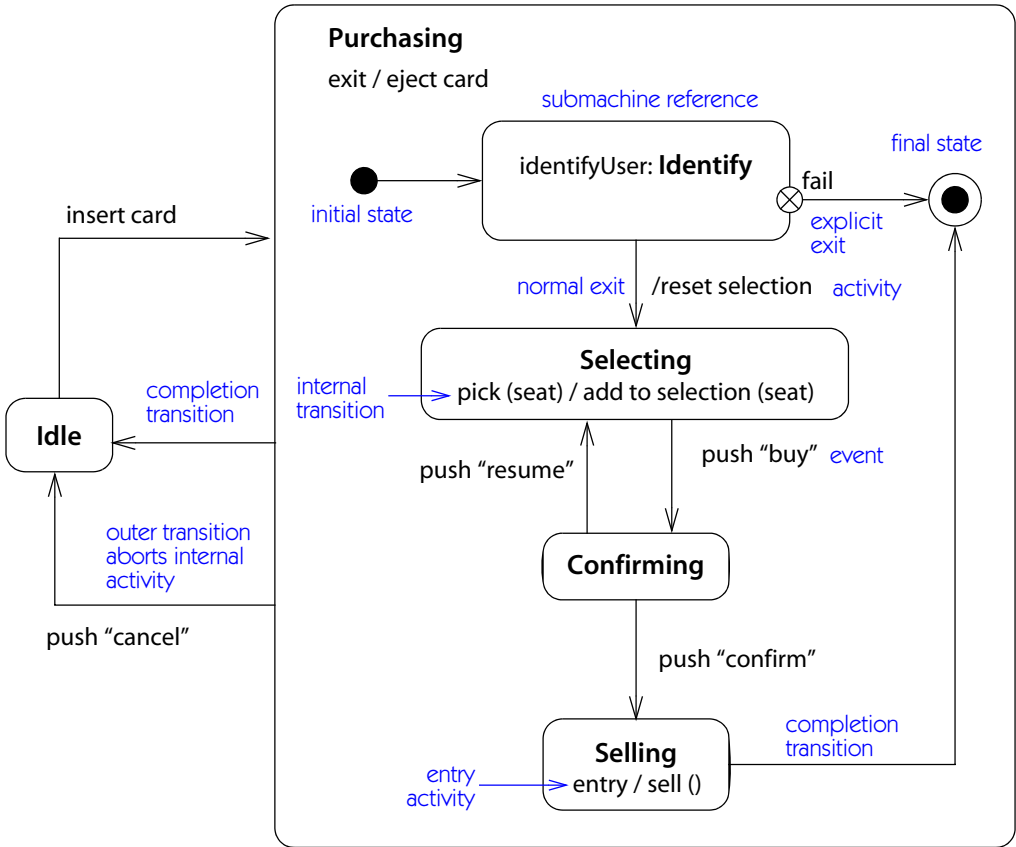 Purchasing
exit / eject card
submachine reference
final state
identifyUser: Identify
fail
initial state
explicit
exit
insert card
normal exit
/reset selection
activity
Selecting
pick (seat) / add to selection (seat)
internal
transition
completion
transition
Idle
push “resume”
push “buy”
event
outer transition
aborts internal
activity
push “cancel”
Confirming
push “confirm”
Selling
entry / sell ()
completion
transition
entry
activity